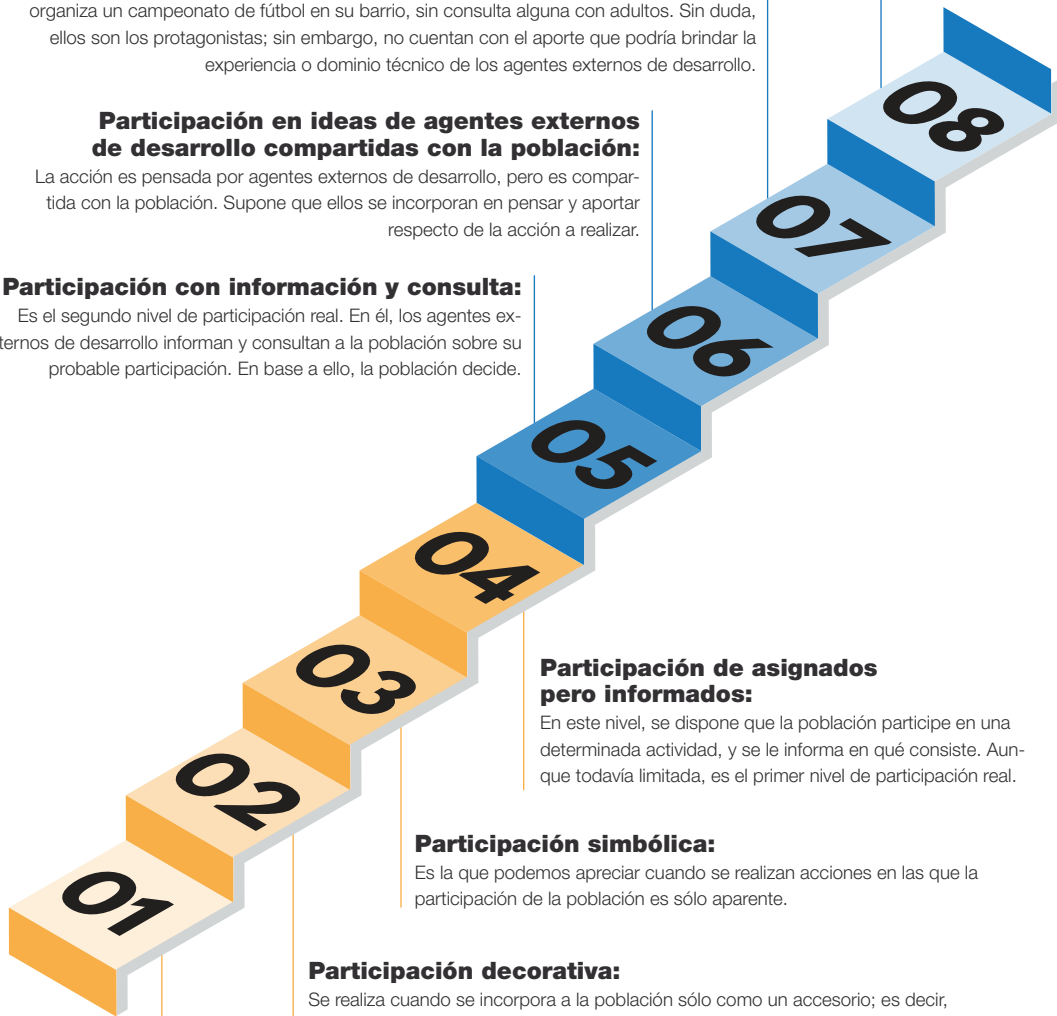 organiza un campeonato de fútbol en su barrio, sin consulta alguna con adultos. Sin duda,
ellos son los protagonistas; sin embargo, no cuentan con el aporte que podría brindar la
experiencia o dominio técnico de los agentes externos de desarrollo.
08
Participación en ideas de agentes externos
de desarrollo compartidas con la población:
La acción es pensada por agentes externos de desarrollo, pero es compar-
tida con la población. Supone que ellos se incorporan en pensar y aportar
respecto de la acción a realizar.
07
Participación con información y consulta:
Es el segundo nivel de participación real. En él, los agentes ex-
ternos de desarrollo informan y consultan a la población sobre su
probable participación. En base a ello, la población decide.
06
05
04
03
Participación de asignados
pero informados:
En este nivel, se dispone que la población participe en una
determinada actividad, y se le informa en qué consiste. Aun-
que todavía limitada, es el primer nivel de participación real.
02
Participación simbólica:
Es la que podemos apreciar cuando se realizan acciones en las que la
participación de la población es sólo aparente.
01
Participación decorativa:
Se realiza cuando se incorpora a la población sólo como un accesorio; es decir,